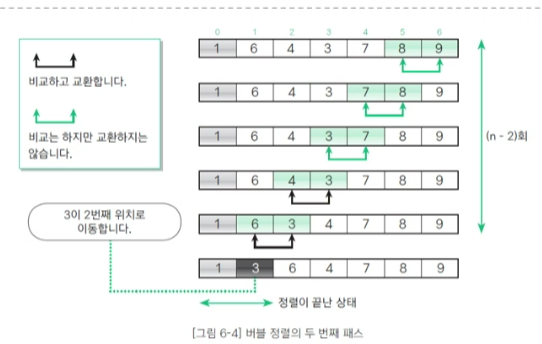 0 1 2 3 4 5 6
1 6 4 3 7 8 9
비교하고 교환합니다.
1 6 4 3 7 8 9
비교는 하지만 교환하지는
않습니다.
1 6 4 3 7 8 9
(n - 2)회
1 6 4 3 7 8 9
3이 2번째 위치로
이동합니다.
1 6 3 4 7 8 9
1 3 6 4 7 8 9
정렬이 끝난 상태
[그림 6-4] 버블 정렬의 두 번째 패스